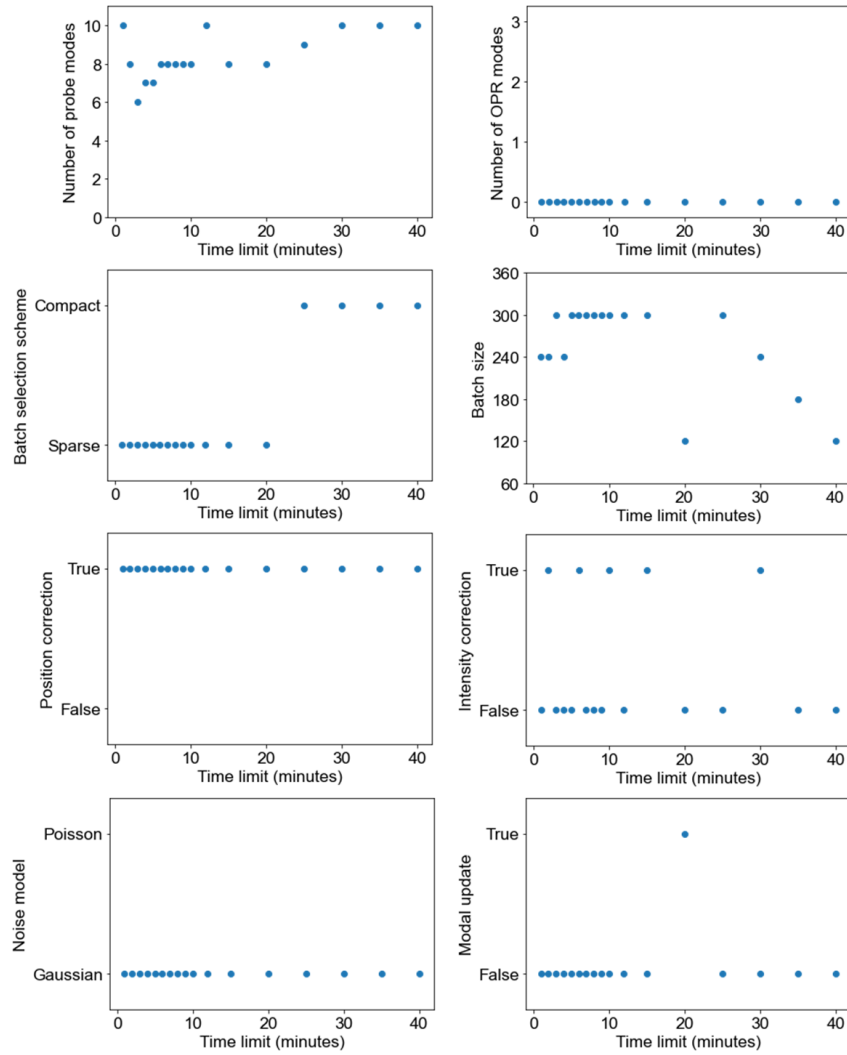 Number of probe modes
10
8
6
4
2
0
0 10 20 30 40
Time limit (minutes)
Number of OPR modes
3
2
1
0
0 10 20 30 40
Time limit (minutes)
Batch selection scheme
Compact
Sparse
0 10 20 30 40
Time limit (minutes)
Batch size
360
300
240
180
120
60
0 10 20 30 40
Time limit (minutes)
Position correction
True
False
0 10 20 30 40
Time limit (minutes)
Intensity correction
True
False
0 10 20 30 40
Time limit (minutes)
Noise model
Poisson
Gaussian
0 10 20 30 40
Time limit (minutes)
Modal update
True
False
0 10 20 30 40
Time limit (minutes)